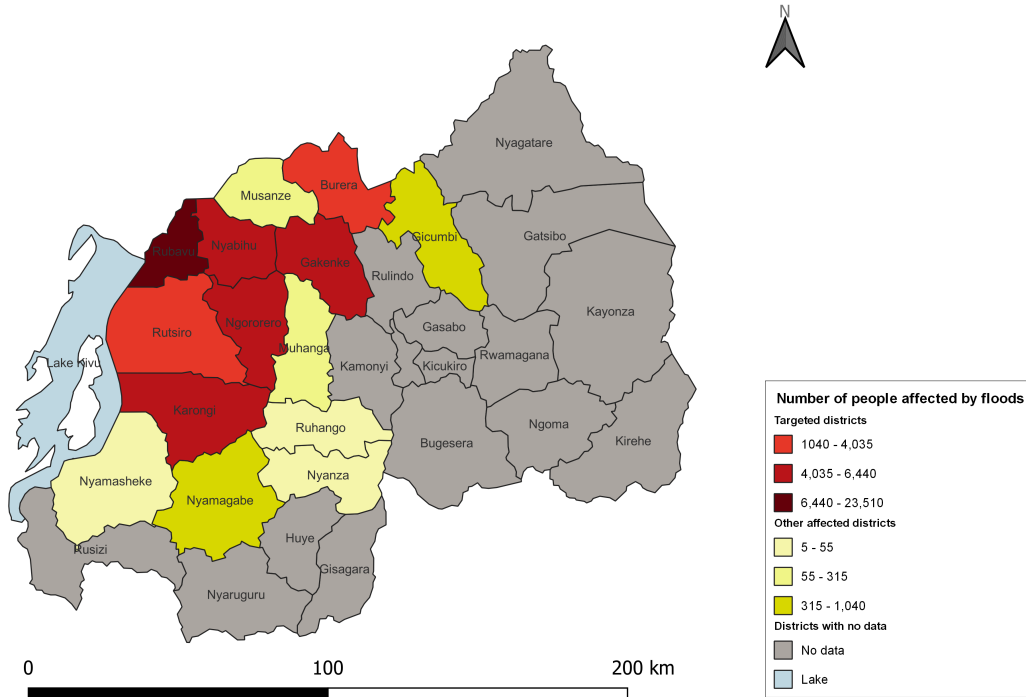 N
Nyagatare
Musanze
Burera
Gicumbi
Gatsibo
Rubavu
Nyabihu
Gakenke
Rulindo
Kayonza
Ngororero
Rutsiro
Gasabo
Muhanga
Rwamagana
Lake Kivu
Kamonyi
Kicukiro
Karongi
Ruhango
Bugesera
Ngoma
Kirehe
Nyamasheke
Nyanza
Nyamagabe
Huye
Rusizi
Gisagara
Nyaruguru
0 100 200 km
Number of people affected by floods
Targeted districts
1040 - 4,035
4,035 - 6,440
6,440 - 23,510
Other affected districts
5 - 55
55 - 315
315 - 1,040
Districts with no data
No data
Lake